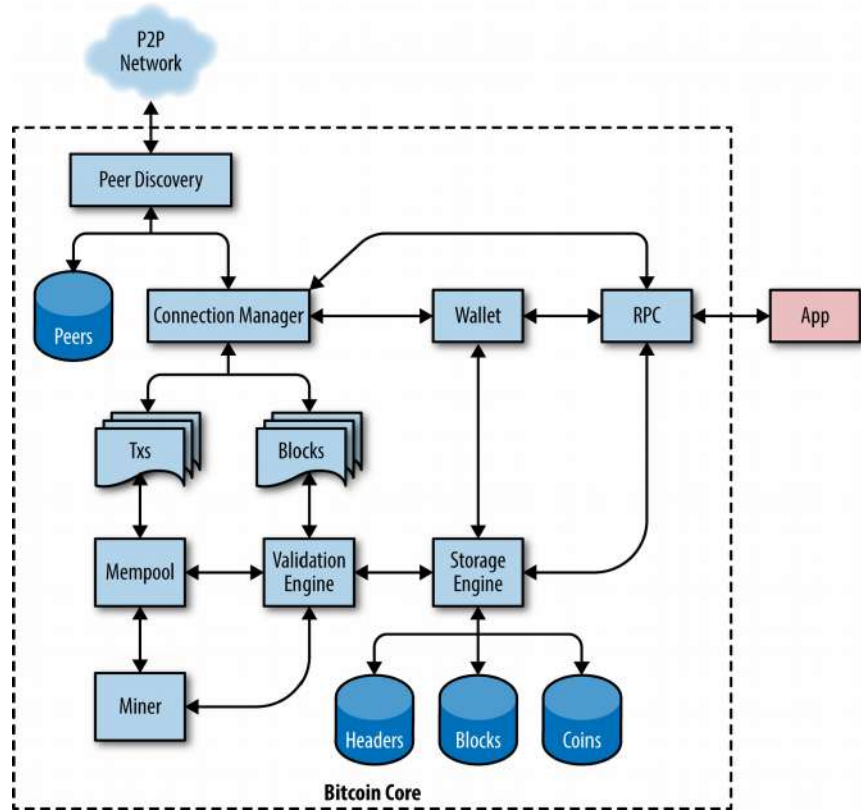 P2P
Network
Peer Discovery
Peers
Connection Manager
Wallet
RPC
App
Txs
Blocks
Mempool
Validation
Engine
Storage
Engine
Miner
Headers
Blocks
Coins
Bitcoin Core